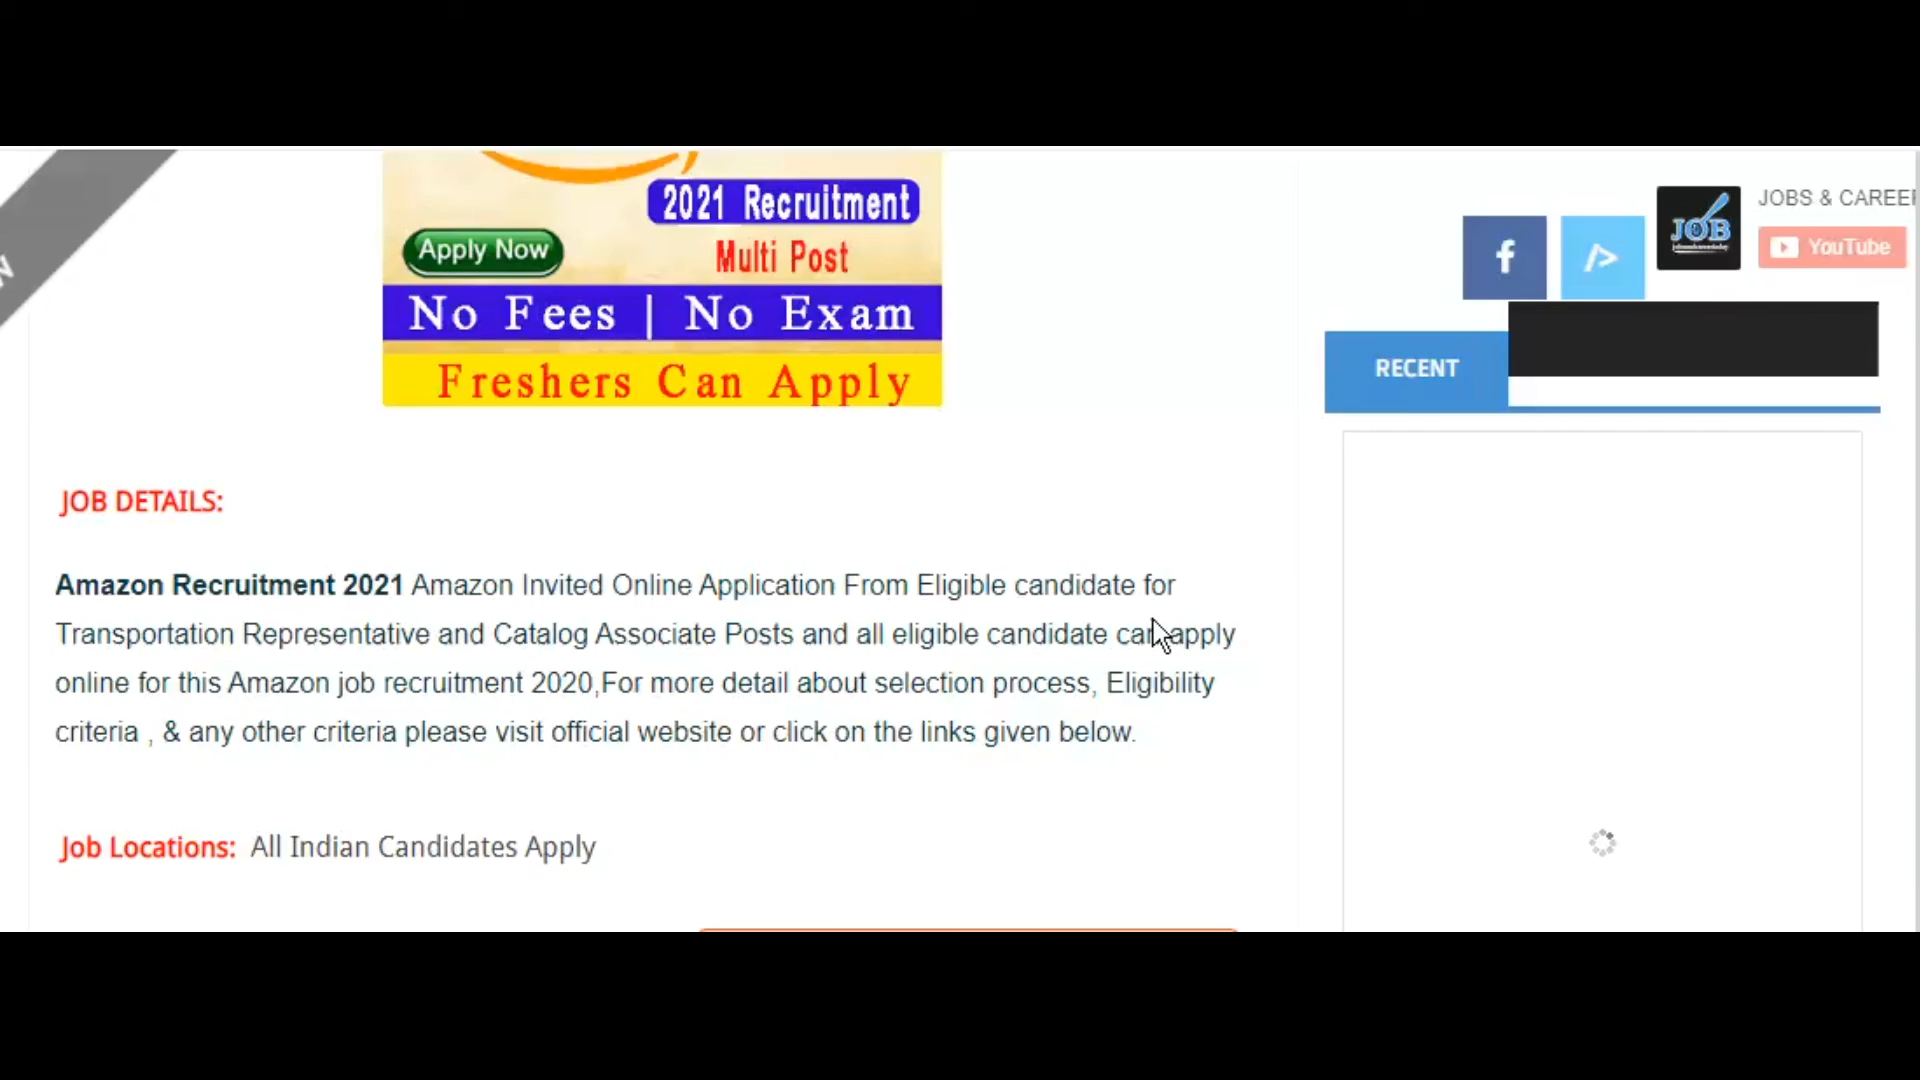 2021 Recruitment
Apply Now
Multi Post
No Fees | No Exam
Freshers Can Apply
JOBS & CAREER
YouTube
JOB
RECENT
JOB DETAILS:
Amazon Recruitment 2021 Amazon Invited Online Application From Eligible candidate for
Transportation Representative and Catalog Associate Posts and all eligible candidate can apply
online for this Amazon job recruitment 2020,For more detail about selection process, Eligibility
criteria , & any other criteria please visit official website or click on the links given below.
Job Locations: All Indian Candidates Apply